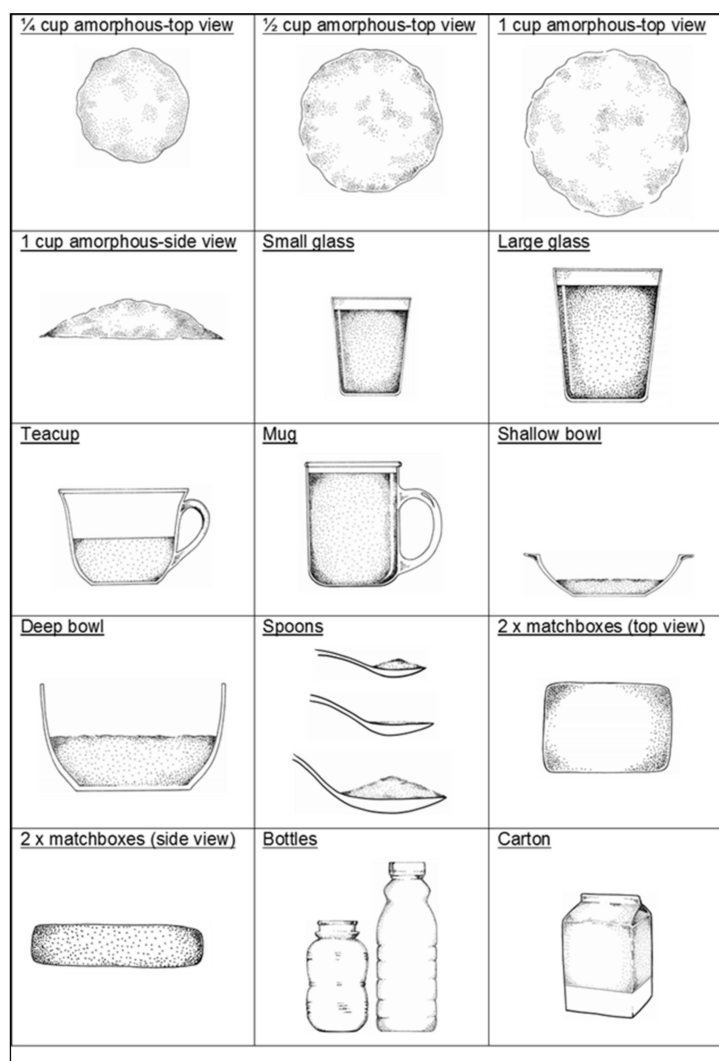 ¼ cup amorphous-top view
½ cup amorphous-top view
1 cup amorphous-top view
1 cup amorphous-side view
Small glass
Large glass
Teacup
Mug
Shallow bowl
Deep bowl
Spoons
2 x matchboxes (top view)
2 x matchboxes (side view)
Bottles
Carton